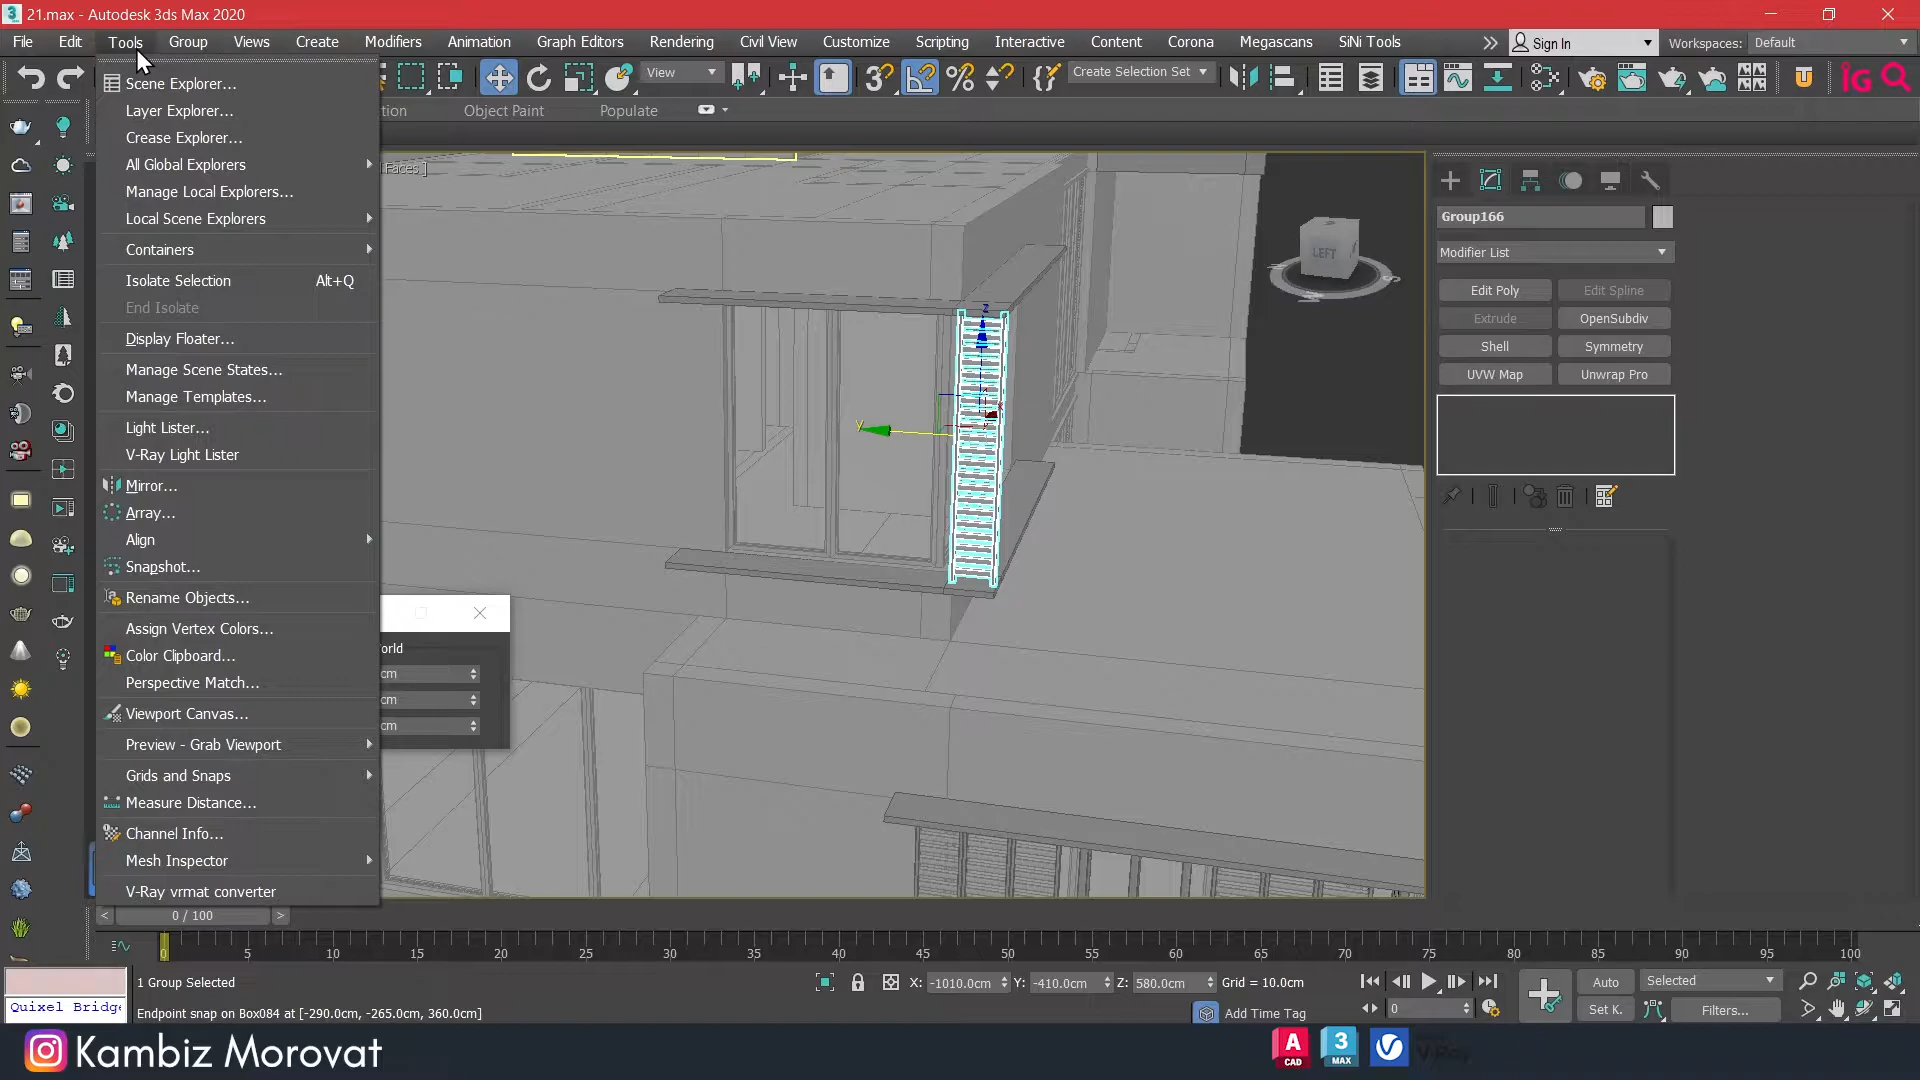 21.max - Autodesk 3ds Max 2020
File Edit Tools Group Views Create Modifiers Animation Graph Editors Rendering Civil View Customize Scripting Interactive Content Corona Megascans SiNi Tools
Sign In
Workspaces: Default
View
Create Selection Set
Object Paint
Populate
Scene Explorer...
Layer Explorer...
Crease Explorer...
All Global Explorers
Manage Local Explorers...
Local Scene Explorers
Containers
Isolate Selection Alt+Q
End Isolate
Display Floater...
Manage Scene States...
Manage Templates...
Light Lister...
V-Ray Light Lister
Mirror...
Array...
Align
Snapshot...
Rename Objects...
Assign Vertex Colors...
Color Clipboard...
Perspective Match...
Viewport Canvas...
Preview - Grab Viewport
Grids and Snaps
Measure Distance...
Channel Info...
Mesh Inspector
V-Ray vrmat converter
Faces ]
LEFT
z
y
x
orld
cm
cm
cm
Group166
Modifier List
Edit Poly Edit Spline
Extrude OpenSubdiv
Shell Symmetry
UVW Map Unwrap Pro
< 0 / 100 >
0 5 10 15 20 25 30 35 40 45 50 55 60 65 70 75 80 85 90 95 100
1 Group Selected
X: -1010.0cm Y: -410.0cm Z: 580.0cm Grid = 10.0cm
Auto Selected
Quixel Bridge
Endpoint snap on Box084 at [-290.0cm, -265.0cm, 360.0cm]
Add Time Tag
0
Set K. Filters...
Kambiz Morovat
A CAD
3 MAX